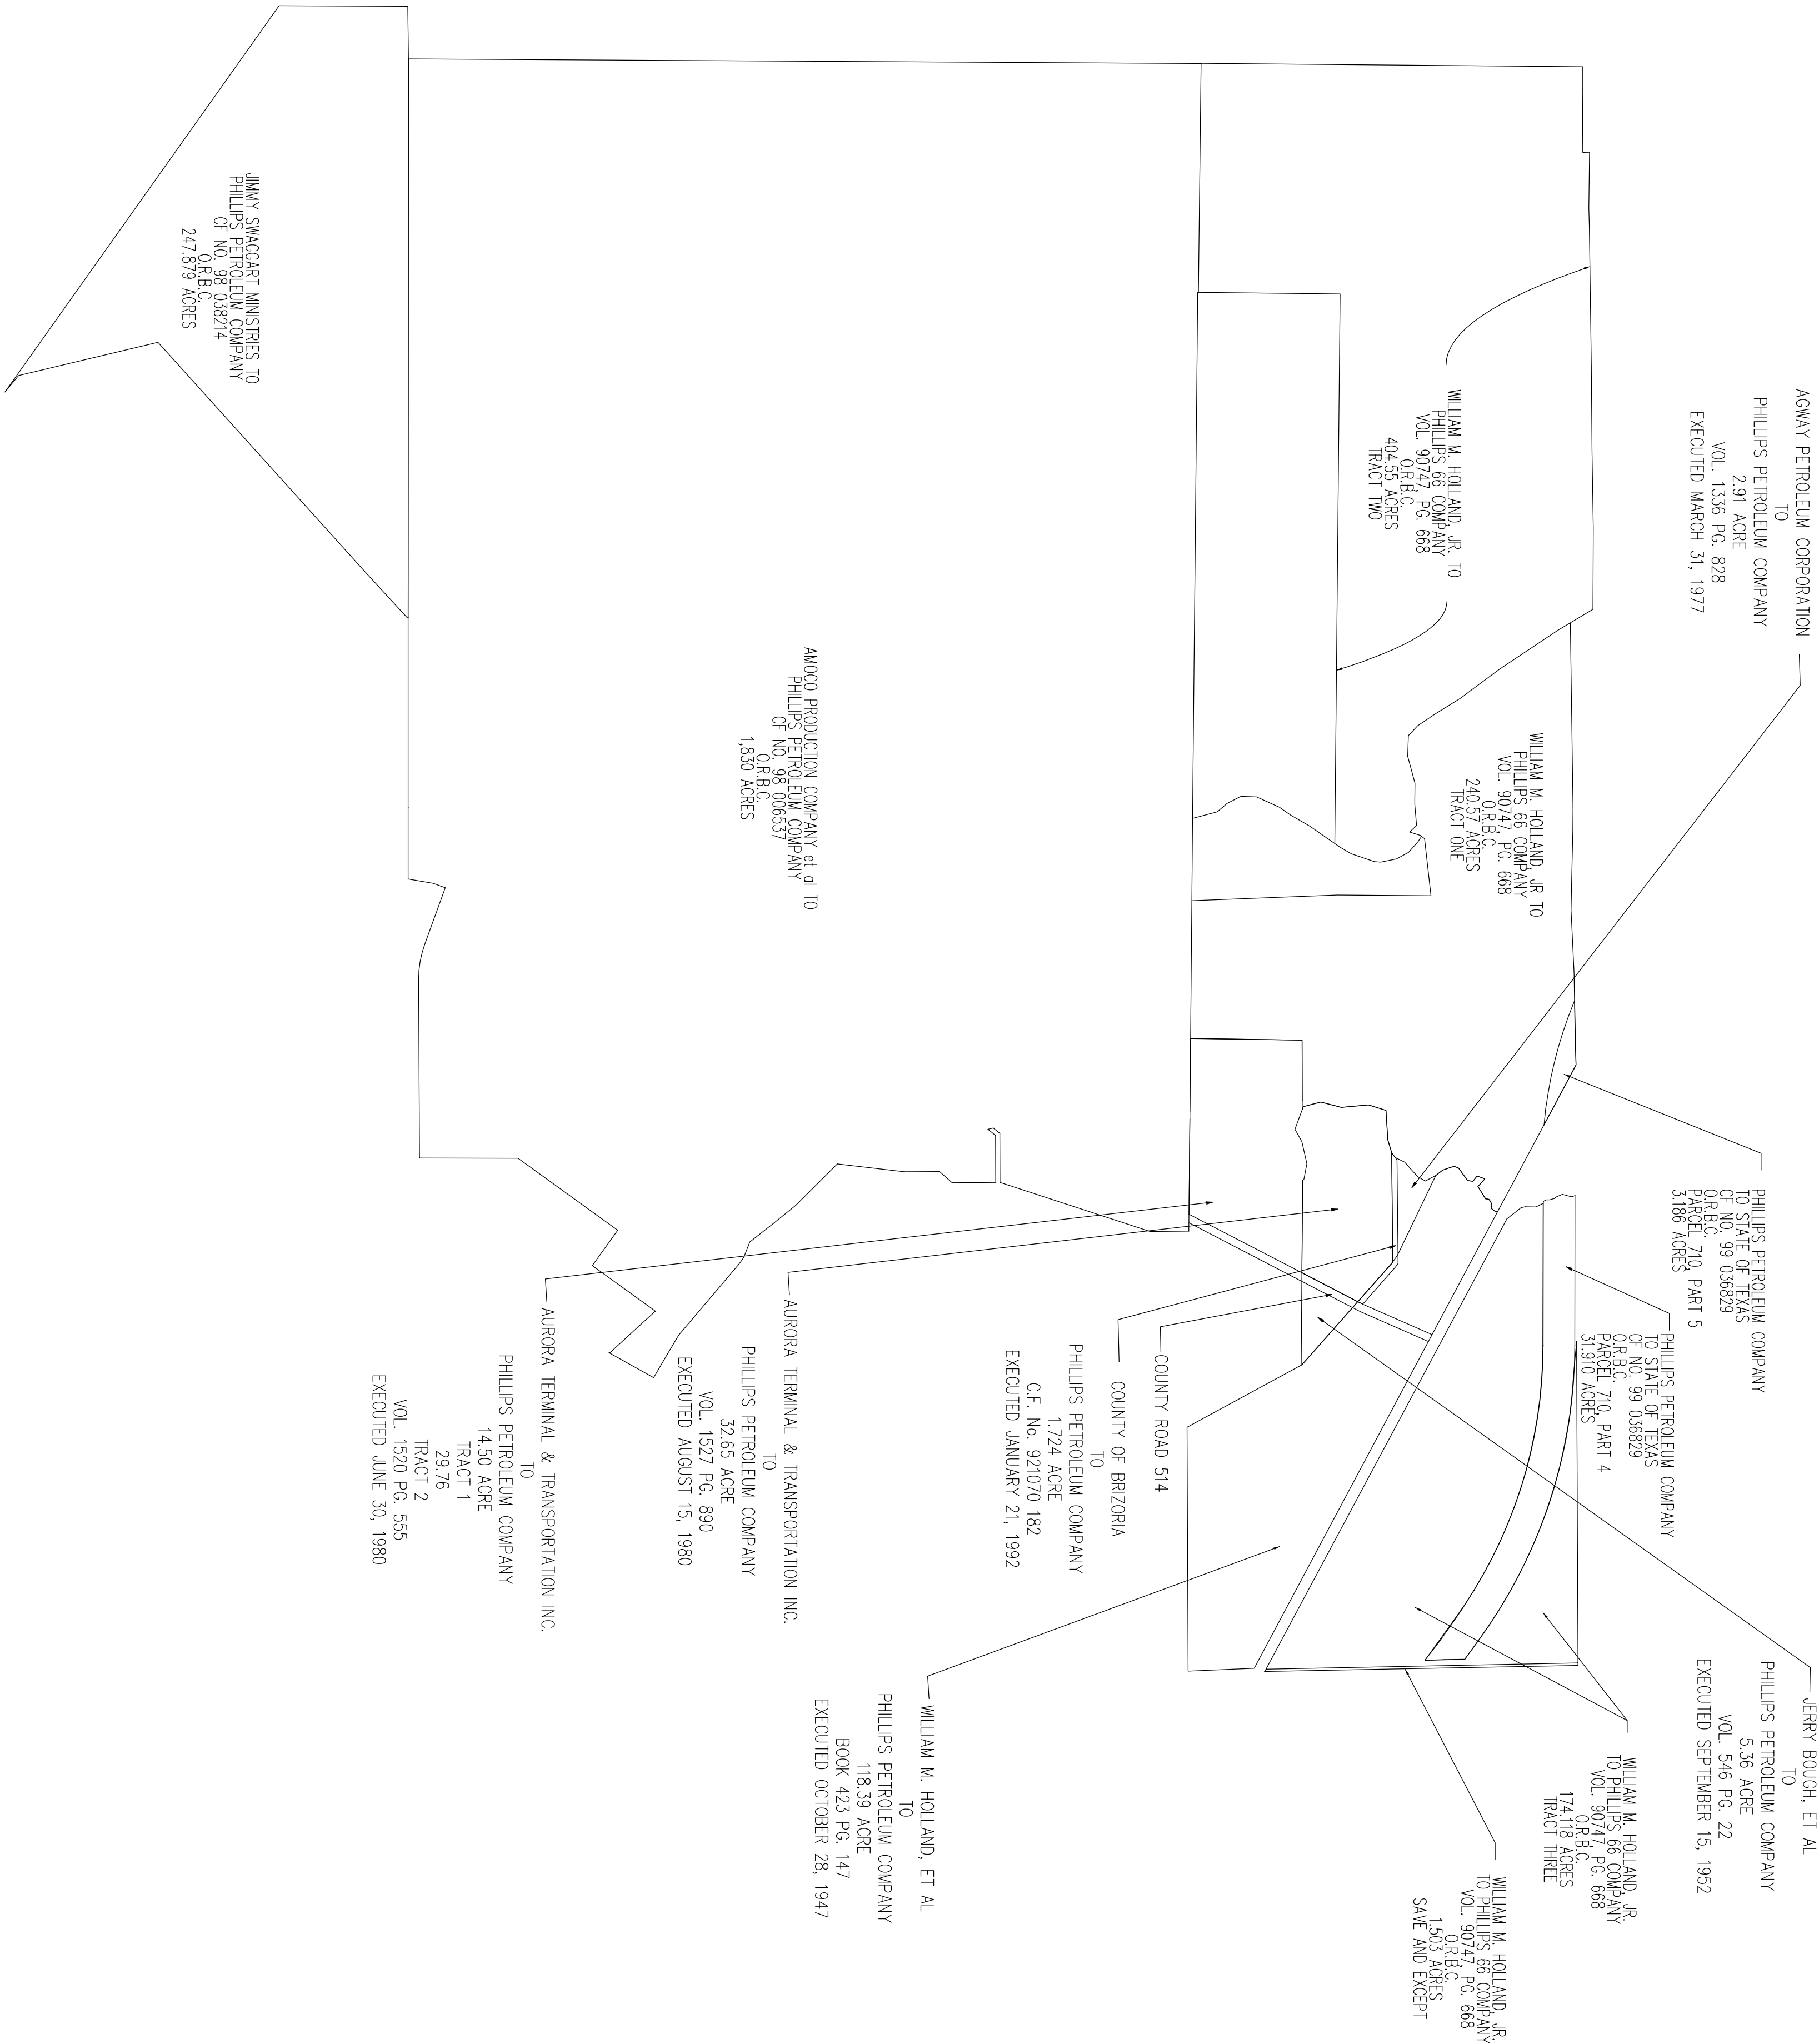 AGWAY PETROLEUM CORPORATION
TO
PHILLIPS PETROLEUM COMPANY
2.91 ACRE
VOL. 1336 PG. 828
EXECUTED MARCH 31, 1977
JERRY BOUGH, ET AL
TO
PHILLIPS PETROLEUM COMPANY
5.36 ACRE
VOL. 546 PG. 22
EXECUTED SEPTEMBER 15, 1952
PHILLIPS PETROLEUM COMPANY
TO STATE OF TEXAS
CF NO. 99 036829
O.R.B.C.
PARCEL 710, PART 5
3.186 ACRES
PHILLIPS PETROLEUM COMPANY
TO STATE OF TEXAS
CF NO. 99 036829
O.R.B.C.
PARCEL 710, PART 4
31.910 ACRES
WILLIAM M. HOLLAND, JR.
TO PHILLIPS 66 COMPANY
VOL. 90747, PG. 668
O.R.B.C.
174.118 ACRES
TRACT THREE
WILLIAM M. HOLLAND, JR.
TO PHILLIPS 66 COMPANY
VOL. 90747, PG. 668
O.R.B.C.
1.503 ACRES
SAVE AND EXCEPT
WILLIAM M. HOLLAND, JR TO
PHILLIPS 66 COMPANY
VOL. 90747, PG. 668
O.R.B.C.
240.57 ACRES
TRACT ONE
WILLIAM M. HOLLAND, JR. TO
PHILLIPS 66 COMPANY
VOL. 90747, PG. 668
O.R.B.C.
404.55 ACRES
TRACT TWO
COUNTY ROAD 514
COUNTY OF BRIZORIA
TO
PHILLIPS PETROLEUM COMPANY
1.724 ACRE
C.F. No. 921070 182
EXECUTED JANUARY 21, 1992
WILLIAM M. HOLLAND, ET AL
TO
PHILLIPS PETROLEUM COMPANY
118.39 ACRE
BOOK 423 PG. 147
EXECUTED OCTOBER 28, 1947
AMOCO PRODUCTION COMPANY et al TO
PHILLIPS PETROLEUM COMPANY
CF NO. 98 006537
O.R.B.C.
1,830 ACRES
AURORA TERMINAL & TRANSPORTATION INC.
TO
PHILLIPS PETROLEUM COMPANY
32.65 ACRE
VOL. 1527 PG. 890
EXECUTED AUGUST 15, 1980
AURORA TERMINAL & TRANSPORTATION INC.
TO
PHILLIPS PETROLEUM COMPANY
14.50 ACRE
TRACT 1
29.76
TRACT 2
VOL. 1520 PG. 555
EXECUTED JUNE 30, 1980
JIMMY SWAGGART MINISTRIES TO
PHILLIPS PETROLEUM COMPANY
CF NO. 98 038214
O.R.B.C.
247.879 ACRES